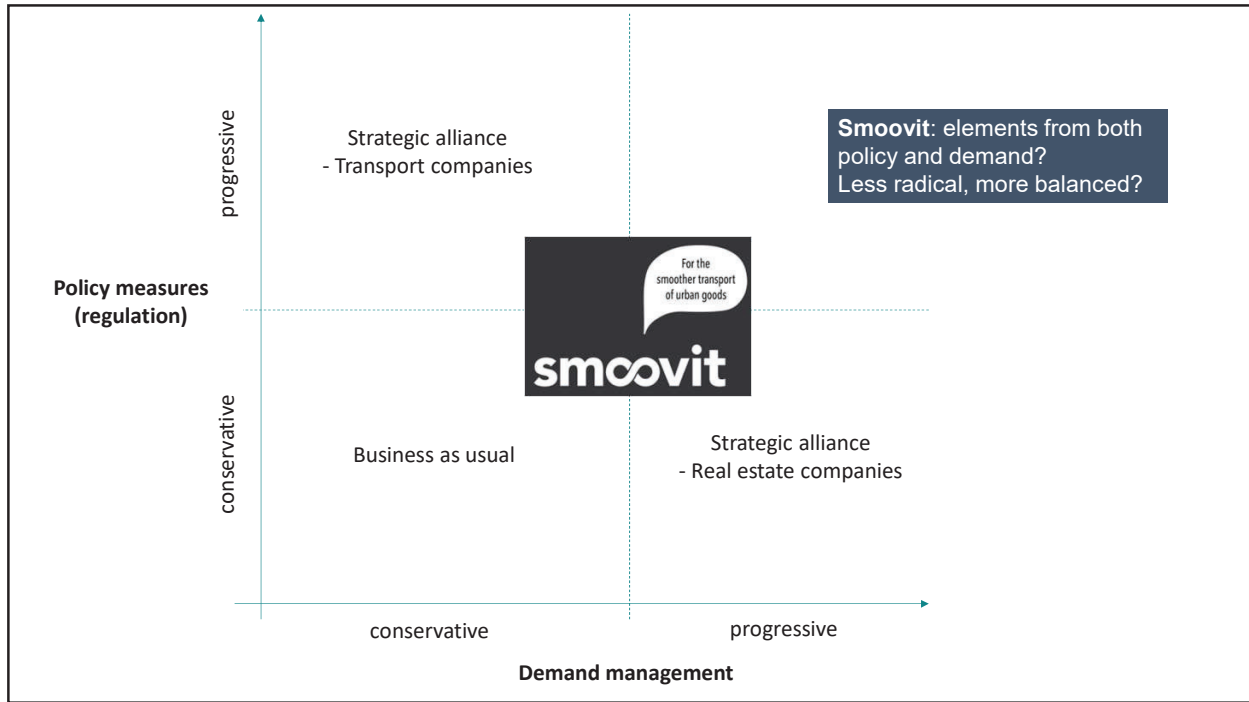 progressive
Strategic alliance
- Transport companies
Smoovit: elements from both
policy and demand?
Less radical, more balanced?
Policy measures
(regulation)
For the
smoother transport
of urban goods
smoovit
conservative
Business as usual
Strategic alliance
- Real estate companies
conservative
progressive
Demand management